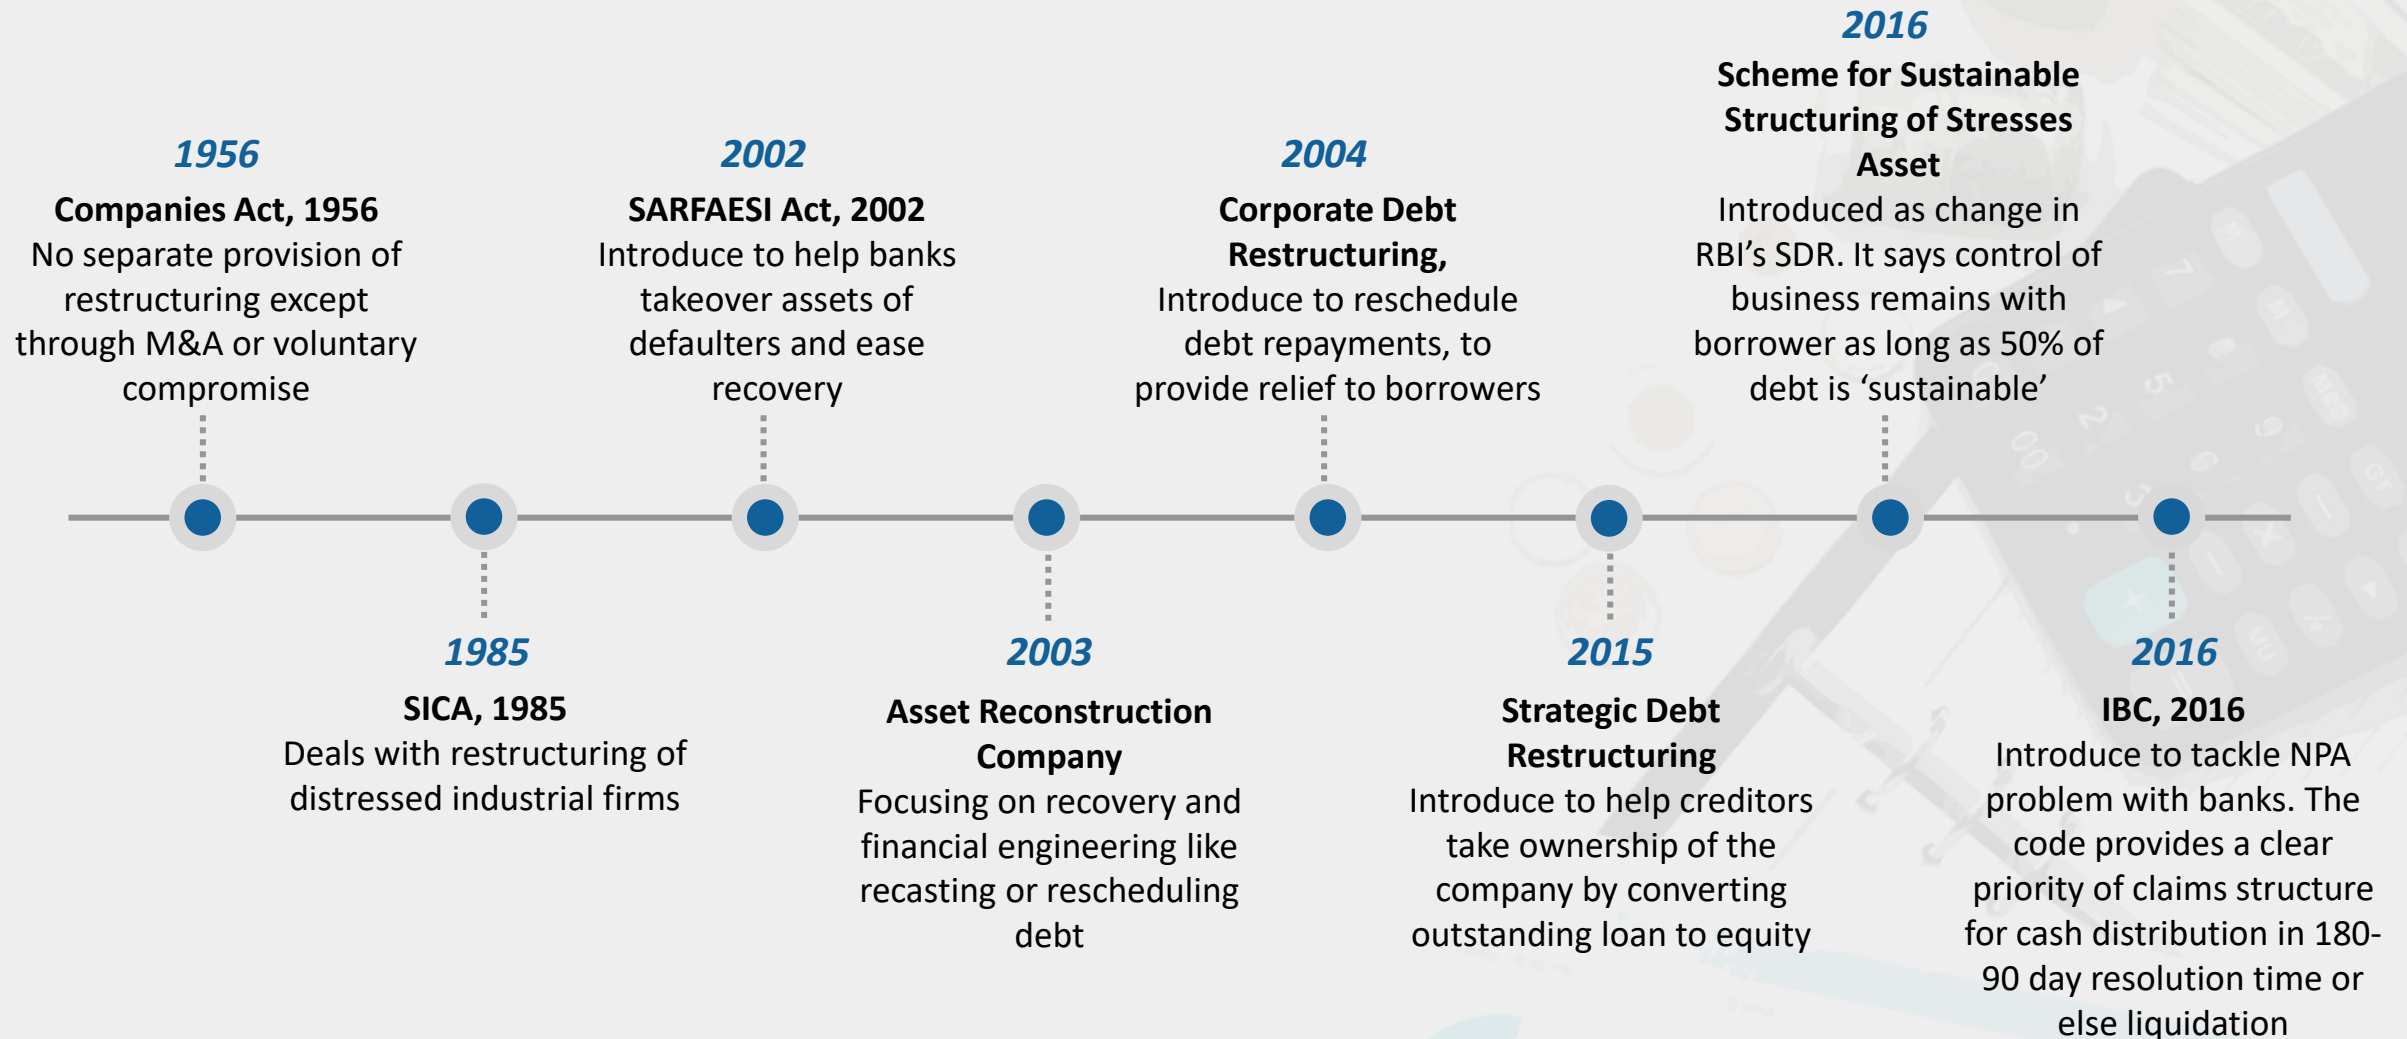 1956
Companies Act, 1956
No separate provision of
restructuring except
through M&A or voluntary
compromise
1985
SICA, 1985
Deals with restructuring of
distressed industrial firms
2002
SARFAESI Act, 2002
Introduce to help banks
takeover assets of
defaulters and ease
recovery
2003
Asset Reconstruction
Company
Focusing on recovery and
financial engineering like
recasting or rescheduling
debt
2004
Corporate Debt
Restructuring,
Introduce to reschedule
debt repayments, to
provide relief to borrowers
2015
Strategic Debt
Restructuring
Introduce to help creditors
take ownership of the
company by converting
outstanding loan to equity
2016
Scheme for Sustainable
Structuring of Stresses
Asset
Introduced as change in
RBI’s SDR. It says control of
business remains with
borrower as long as 50% of
debt is ‘sustainable’
2016
IBC, 2016
Introduce to tackle NPA
problem with banks. The
code provides a clear
priority of claims structure
for cash distribution in 180-
90 day resolution time or
else liquidation